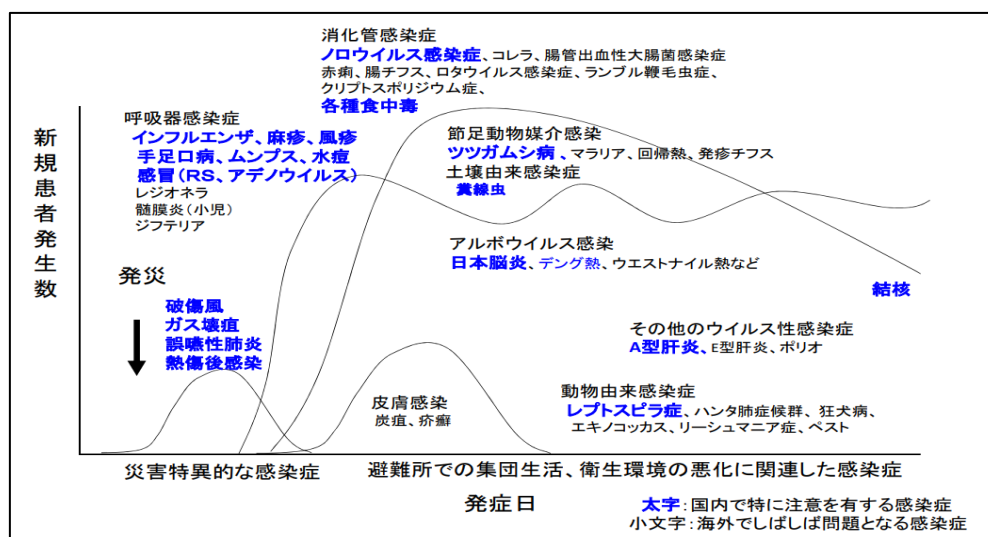 消化管感染症
ノロウイルス感染症、コレラ、腸管出血性大腸菌感染症
赤痢、腸チフス、ロタウイルス感染症、ランブル鞭毛虫症、
クリプトスポリジウム症、
各種食中毒
呼吸器感染症
インフルエンザ、麻疹、風疹
手足口病、ムンプス、水痘
感冒(RS、アデノウイルス)
レジオネラ
髄膜炎(小児)
ジフテリア
節足動物媒介感染
ツツガムシ病、マラリア、回帰熱、発疹チフス
土壌由来感染症
糞線虫
新規患者発生数
アルボウイルス感染
日本脳炎、デング熱、ウエストナイル熱など
発災
破傷風
ガス壊疽
誤嚥性肺炎
熱傷後感染
結核
その他のウイルス性感染症
A型肝炎、E型肝炎、ポリオ
皮膚感染
炭疽、疥癬
動物由来感染症
レプトスピラ症、ハンタ肺症候群、狂犬病、
エキノコッカス、リーシュマニア症、ペスト
災害特異的な感染症
避難所での集団生活、衛生環境の悪化に関連した感染症
発症日
太字:国内で特に注意を有する感染症
小文字:海外でしばしば問題となる感染症